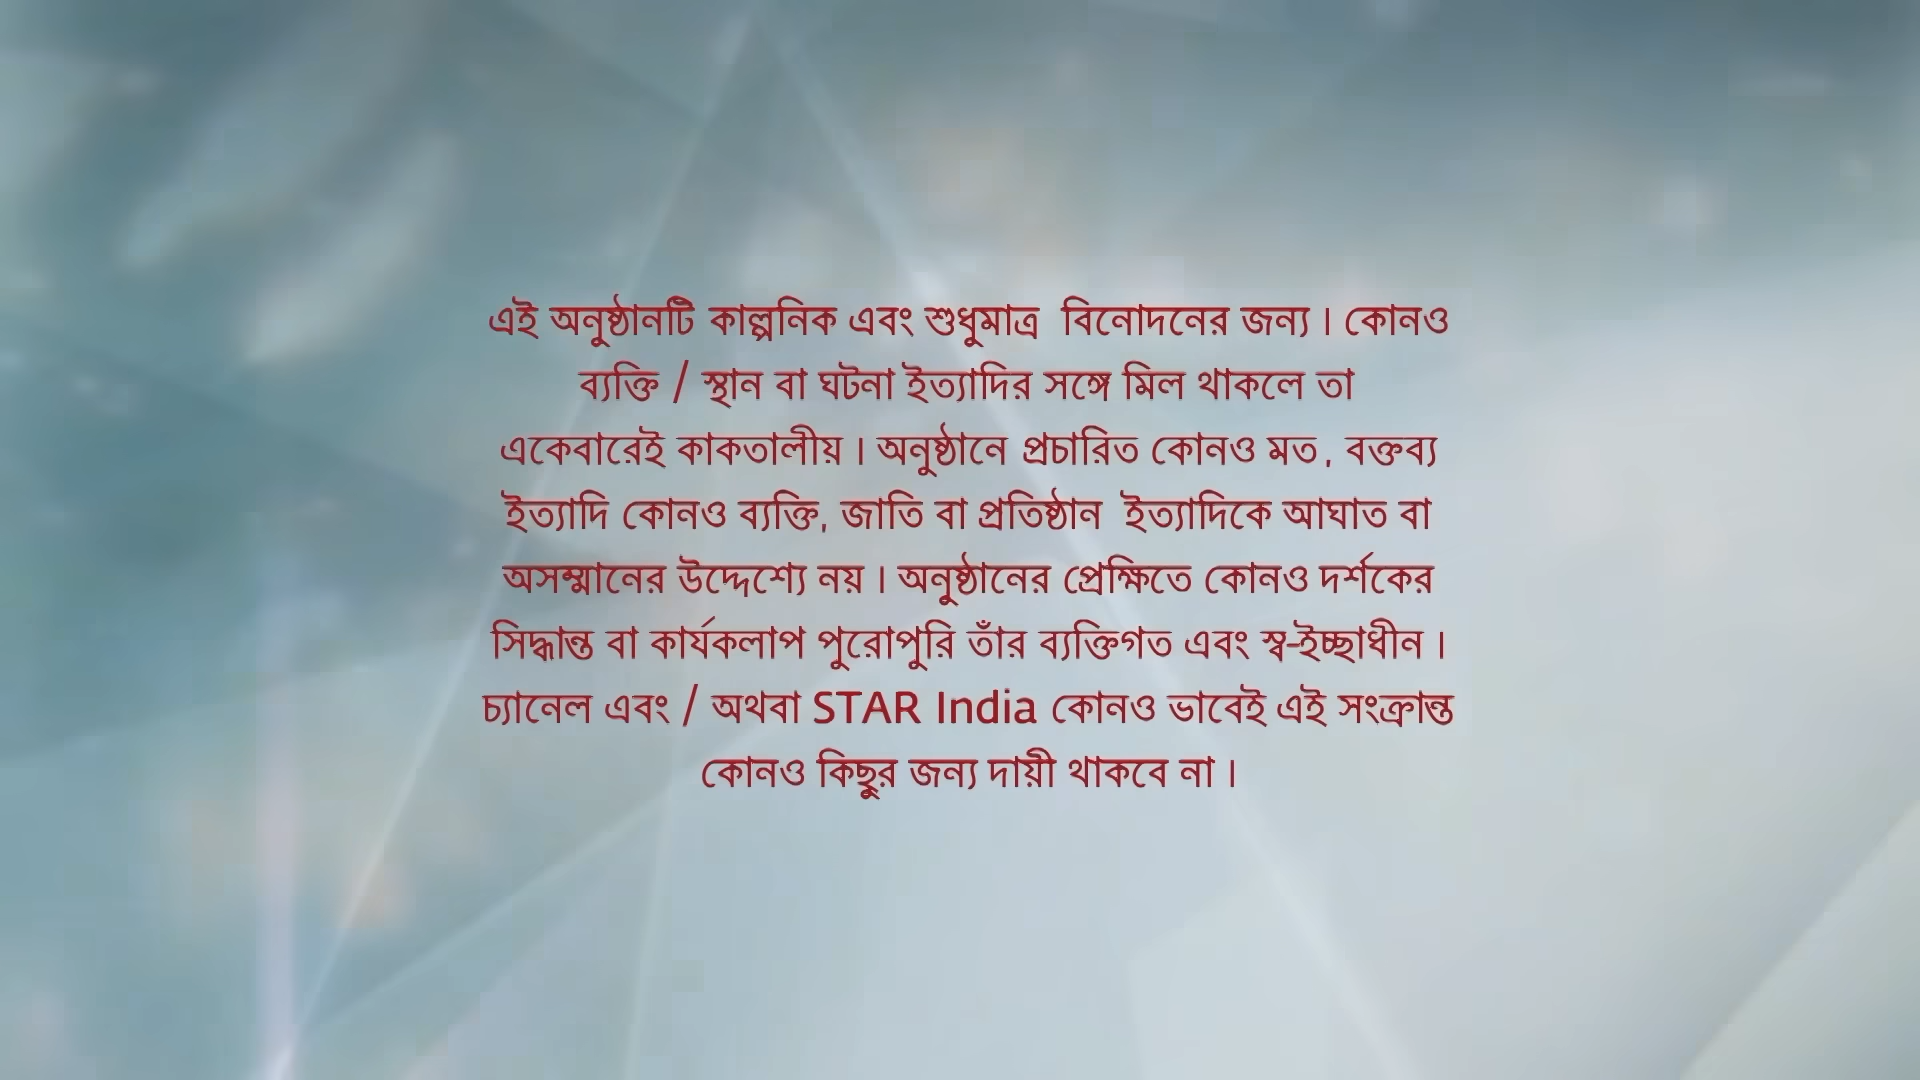 এই অনুষ্ঠানটি কাল্পনিক এবং শুধুমাত্র বিনোদনের জন্য । কোনও
ব্যক্তি / স্থান বা ঘটনা ইত্যাদির সঙ্গে মিল থাকলে তা
একেবারেই কাকতালীয় । অনুষ্ঠানে প্রচারিত কোনও মত , বক্তব্য
ইত্যাদি কোনও ব্যক্তি, জাতি বা প্রতিষ্ঠান ইত্যাদিকে আঘাত বা
অসম্মানের উদ্দেশ্যে নয় । অনুষ্ঠানের প্রেক্ষিতে কোনও দর্শকের
সিদ্ধান্ত বা কার্যকলাপ পুরোপুরি তাঁর ব্যক্তিগত এবং স্ব-ইচ্ছাধীন ।
চ্যানেল এবং / অথবা STAR India কোনও ভাবেই এই সংক্রান্ত
কোনও কিছুর জন্য দায়ী থাকবে না ।